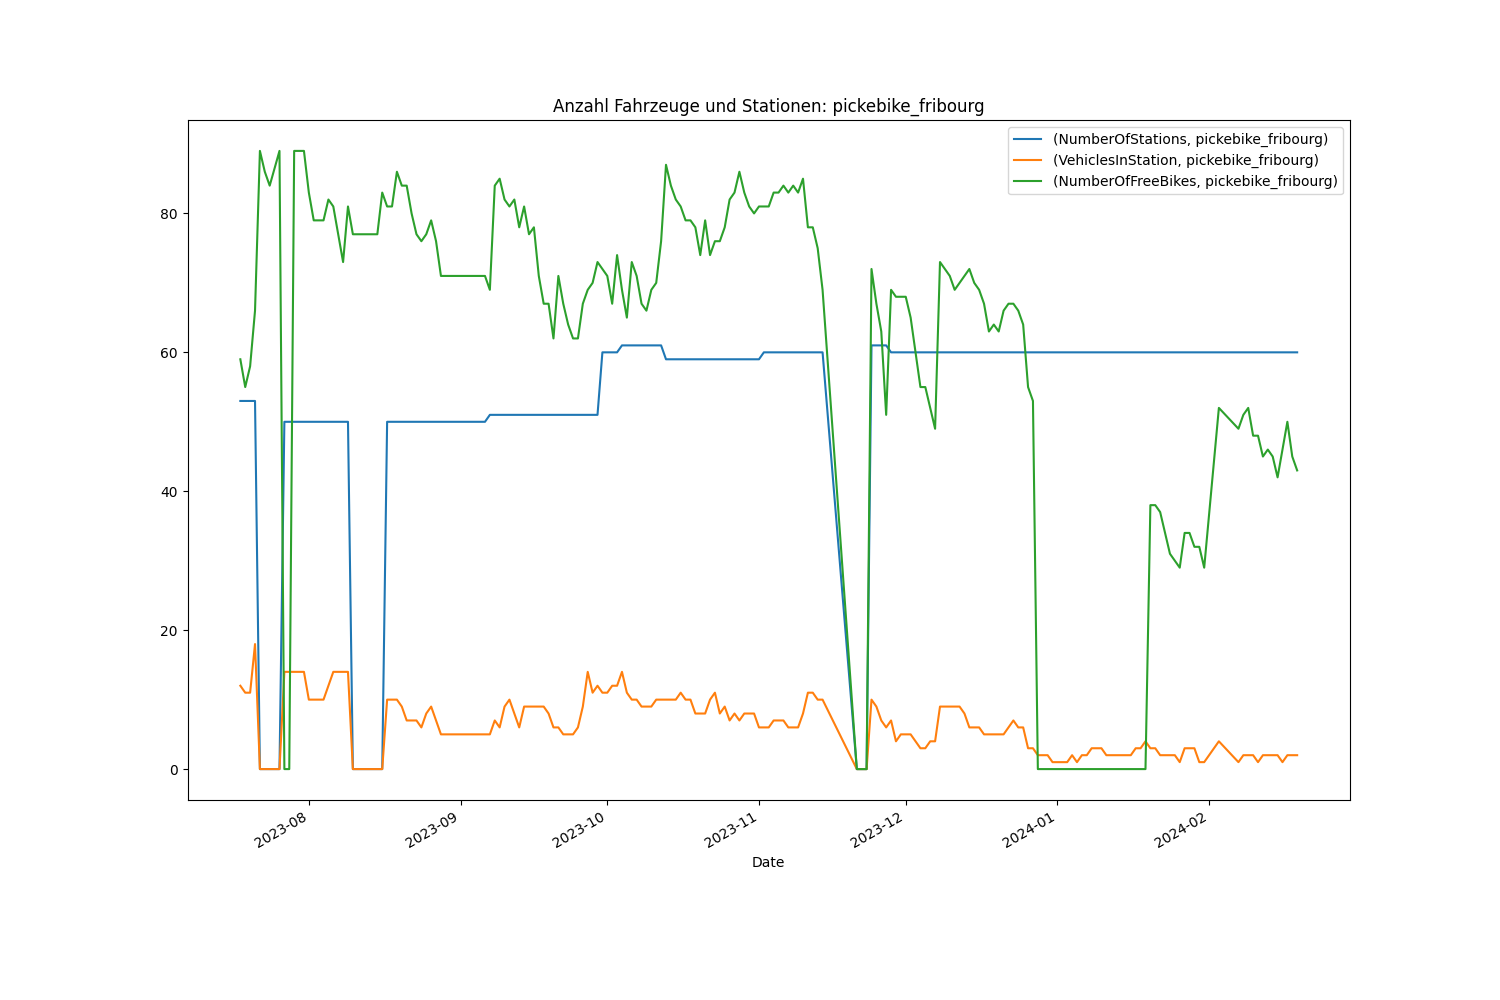 Anzahl Fahrzeuge und Stationen: pickebike_fribourg
(NumberOfStations, pickebike_fribourg)
(VehiclesInStation, pickebike_fribourg)
(NumberOfFreeBikes, pickebike_fribourg)
80
60
40
20
0
2023-08
2023-09
2023-10
2023-11
2023-12
2024-01
2024-02
Date